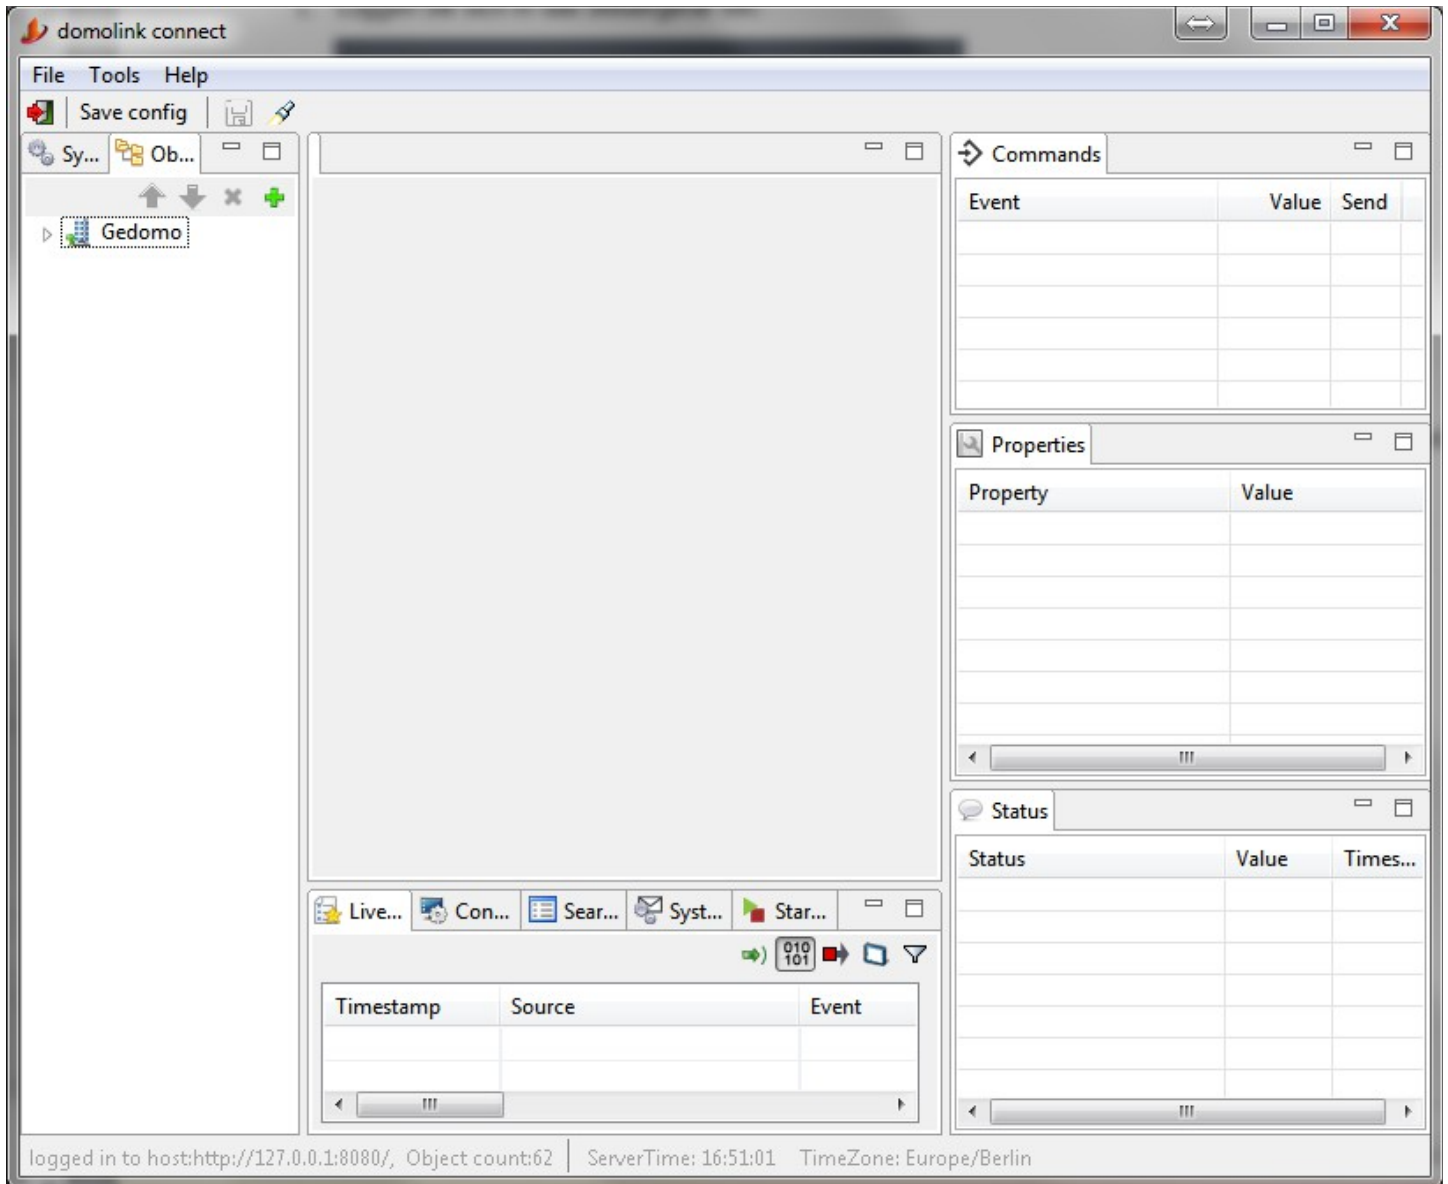 domolink connect
File Tools Help
Save config
Sy... Ob...
Gedomo
Commands
Event Value Send
Properties
Property Value
Status
Status Value Times...
Live... Con... Sear... Syst... Star...
010
101
Timestamp Source Event
logged in to host:http://127.0.0.1:8080/, Object count:62 ServerTime: 16:51:01 TimeZone: Europe/Berlin